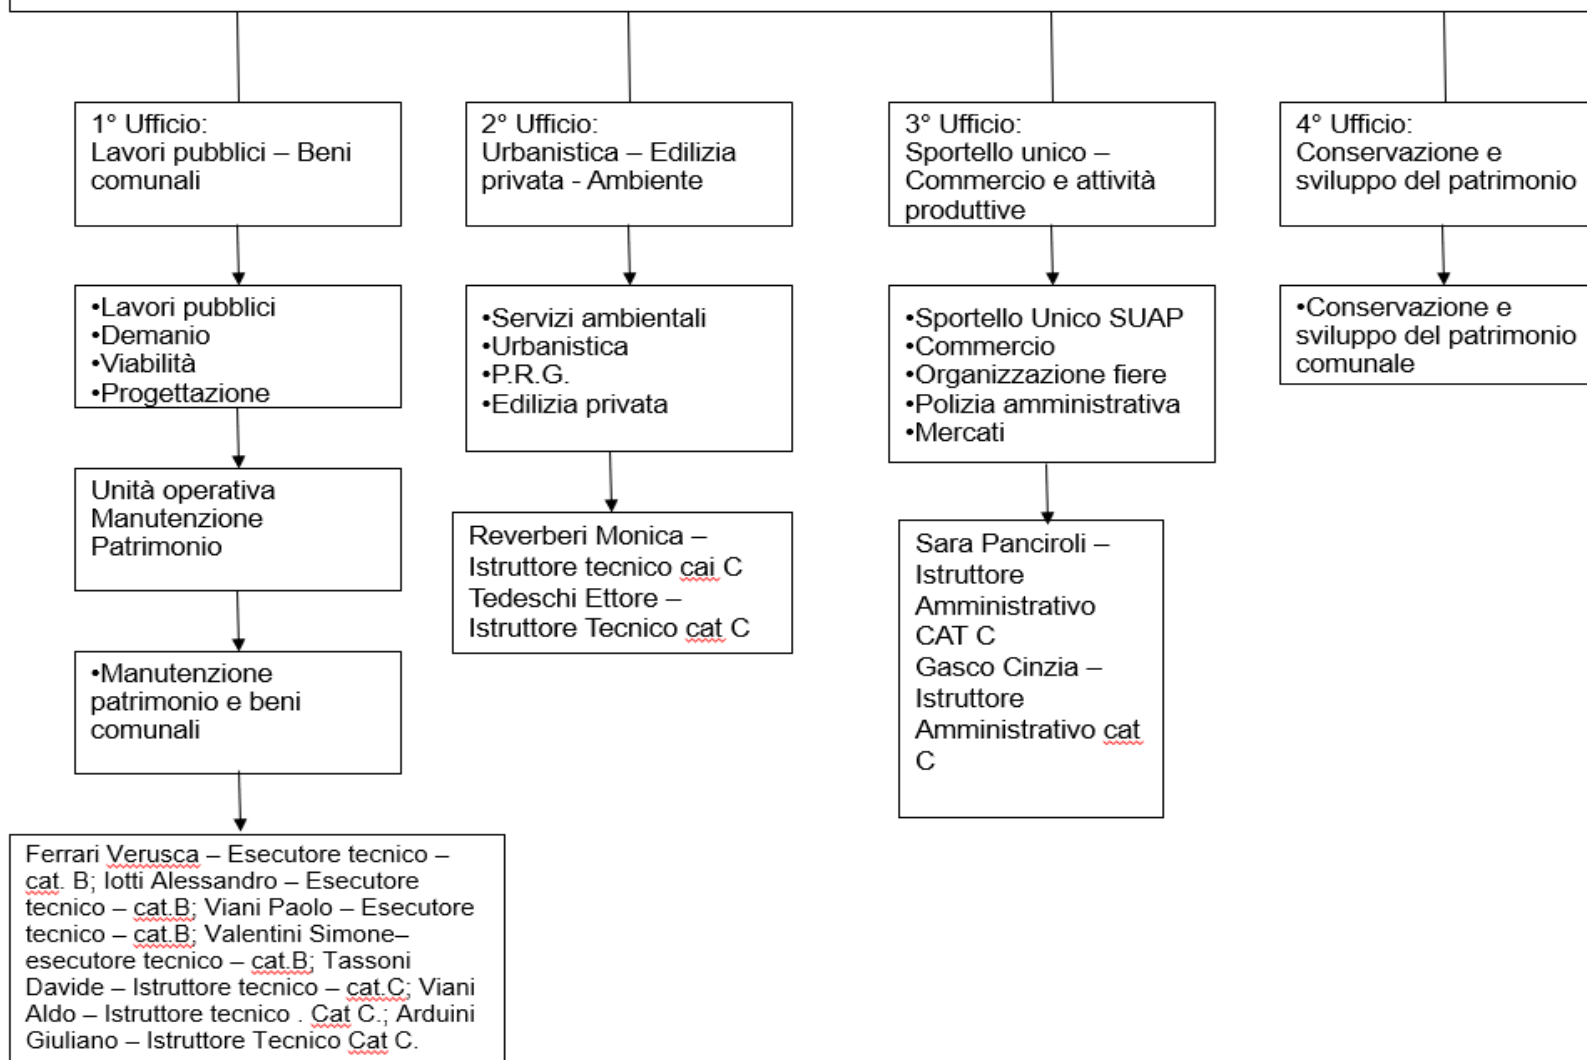 1° Ufficio:
Lavori pubblici – Beni
comunali
2° Ufficio:
Urbanistica – Edilizia
privata - Ambiente
3° Ufficio:
Sportello unico –
Commercio e attività
produttive
4° Ufficio:
Conservazione e
sviluppo del patrimonio
•Lavori pubblici
•Demanio
•Viabilità
•Progettazione
•Servizi ambientali
•Urbanistica
•P.R.G.
•Edilizia privata
•Sportello Unico SUAP
•Commercio
•Organizzazione fiere
•Polizia amministrativa
•Mercati
•Conservazione e
sviluppo del patrimonio
comunale
Unità operativa
Manutenzione
Patrimonio
Reverberi Monica –
Istruttore tecnico cai C
Tedeschi Ettore –
Istruttore Tecnico cat C
Sara Panciroli –
Istruttore
Amministrativo
CAT C
Gasco Cinzia –
Istruttore
Amministrativo cat
C
•Manutenzione
patrimonio e beni
comunali
Ferrari Verusca – Esecutore tecnico –
cat. B; Iotti Alessandro – Esecutore
tecnico – cat.B; Viani Paolo – Esecutore
tecnico – cat.B; Valentini Simone–
esecutore tecnico – cat.B; Tassoni
Davide – Istruttore tecnico – cat.C; Viani
Aldo – Istruttore tecnico . Cat C.; Arduini
Giuliano – Istruttore Tecnico Cat C.